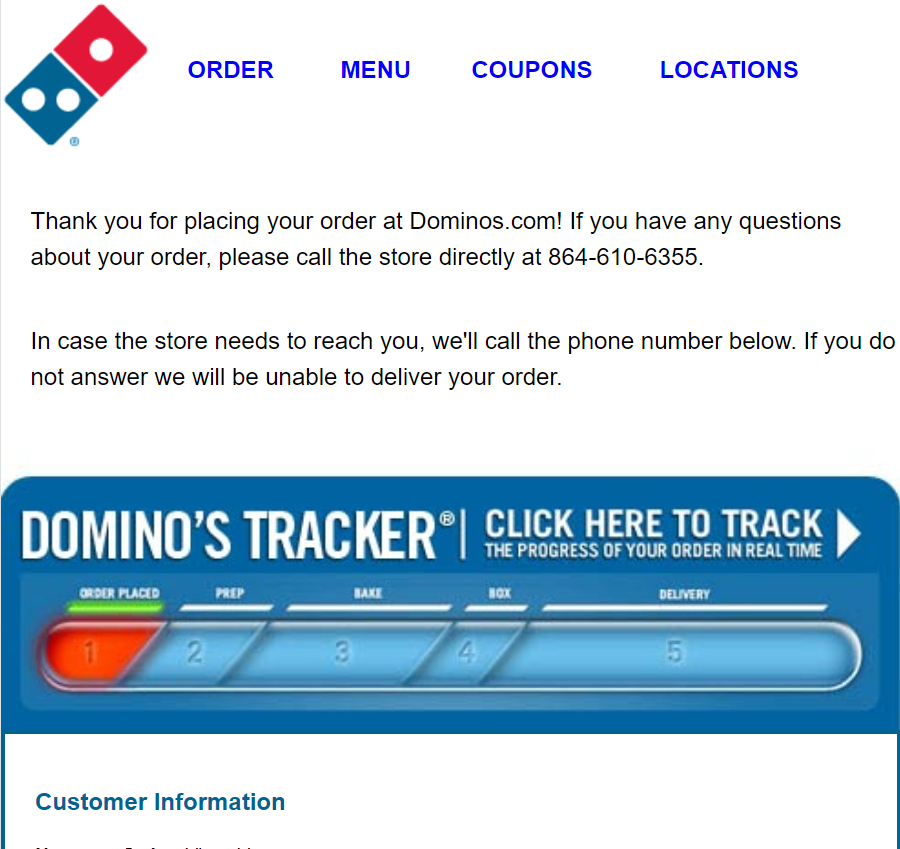 ORDER MENU COUPONS LOCATIONS
®
Thank you for placing your order at Dominos.com! If you have any questions
about your order, please call the store directly at 864-610-6355.
In case the store needs to reach you, we'll call the phone number below. If you do
not answer we will be unable to deliver your order.
DOMINO'S TRACKER® | CLICK HERE TO TRACK
THE PROGRESS OF YOUR ORDER IN REAL TIME
ORDER PLACED PREP BAKE BOX DELIVERY
1 2 3 4 5
Customer Information